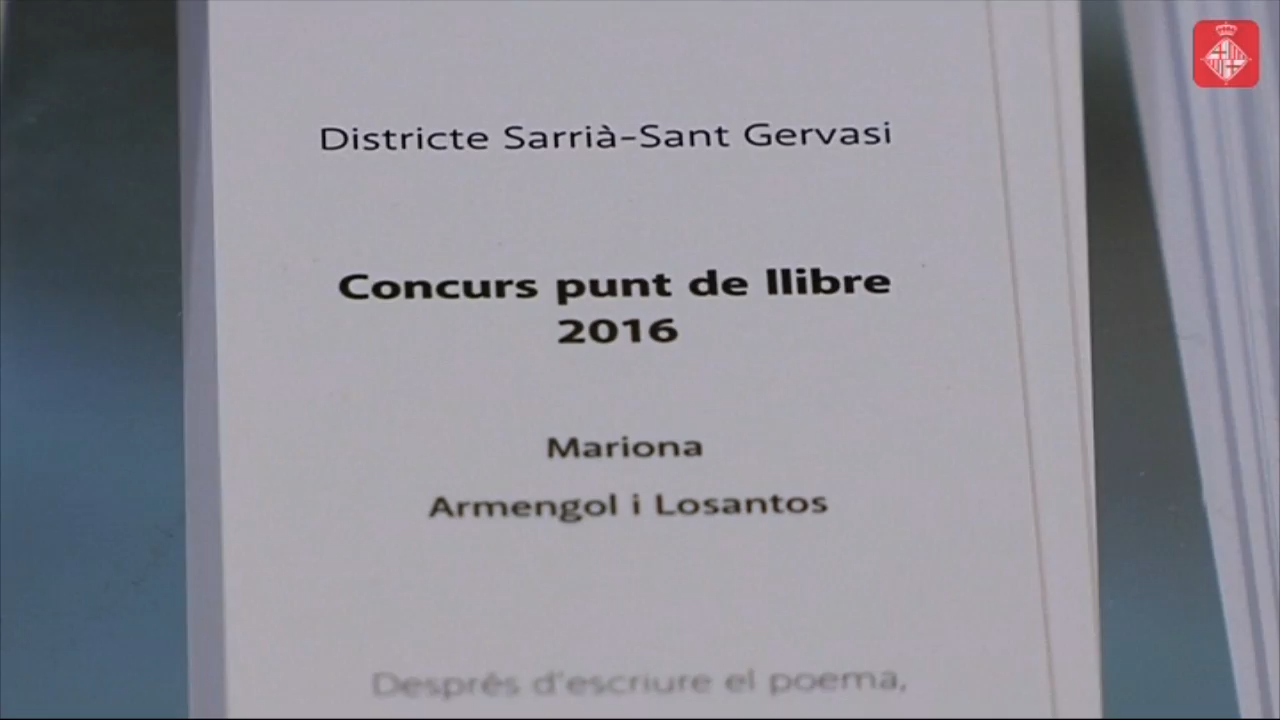 Districte Sarrià-Sant Gervasi
Concurs punt de llibre
2016
Mariona
Armengol i Losantos
Després d'escriure el poema,